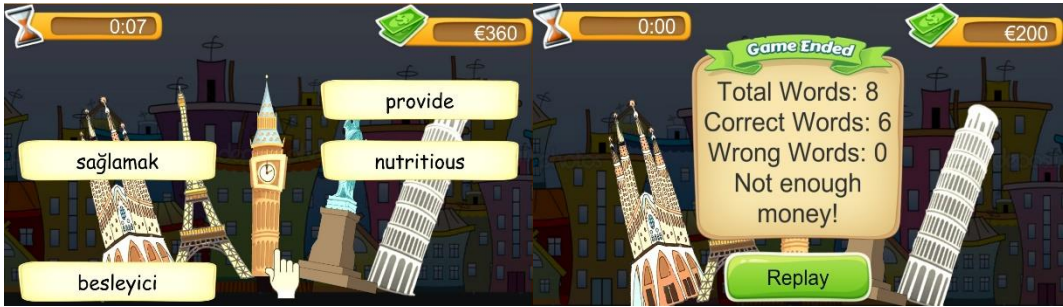 0:07
€360
provide
sağlamak
nutritious
besleyici
0:00
€200
Game Ended
Total Words: 8
Correct Words: 6
Wrong Words: 0
Not enough
money!
Replay